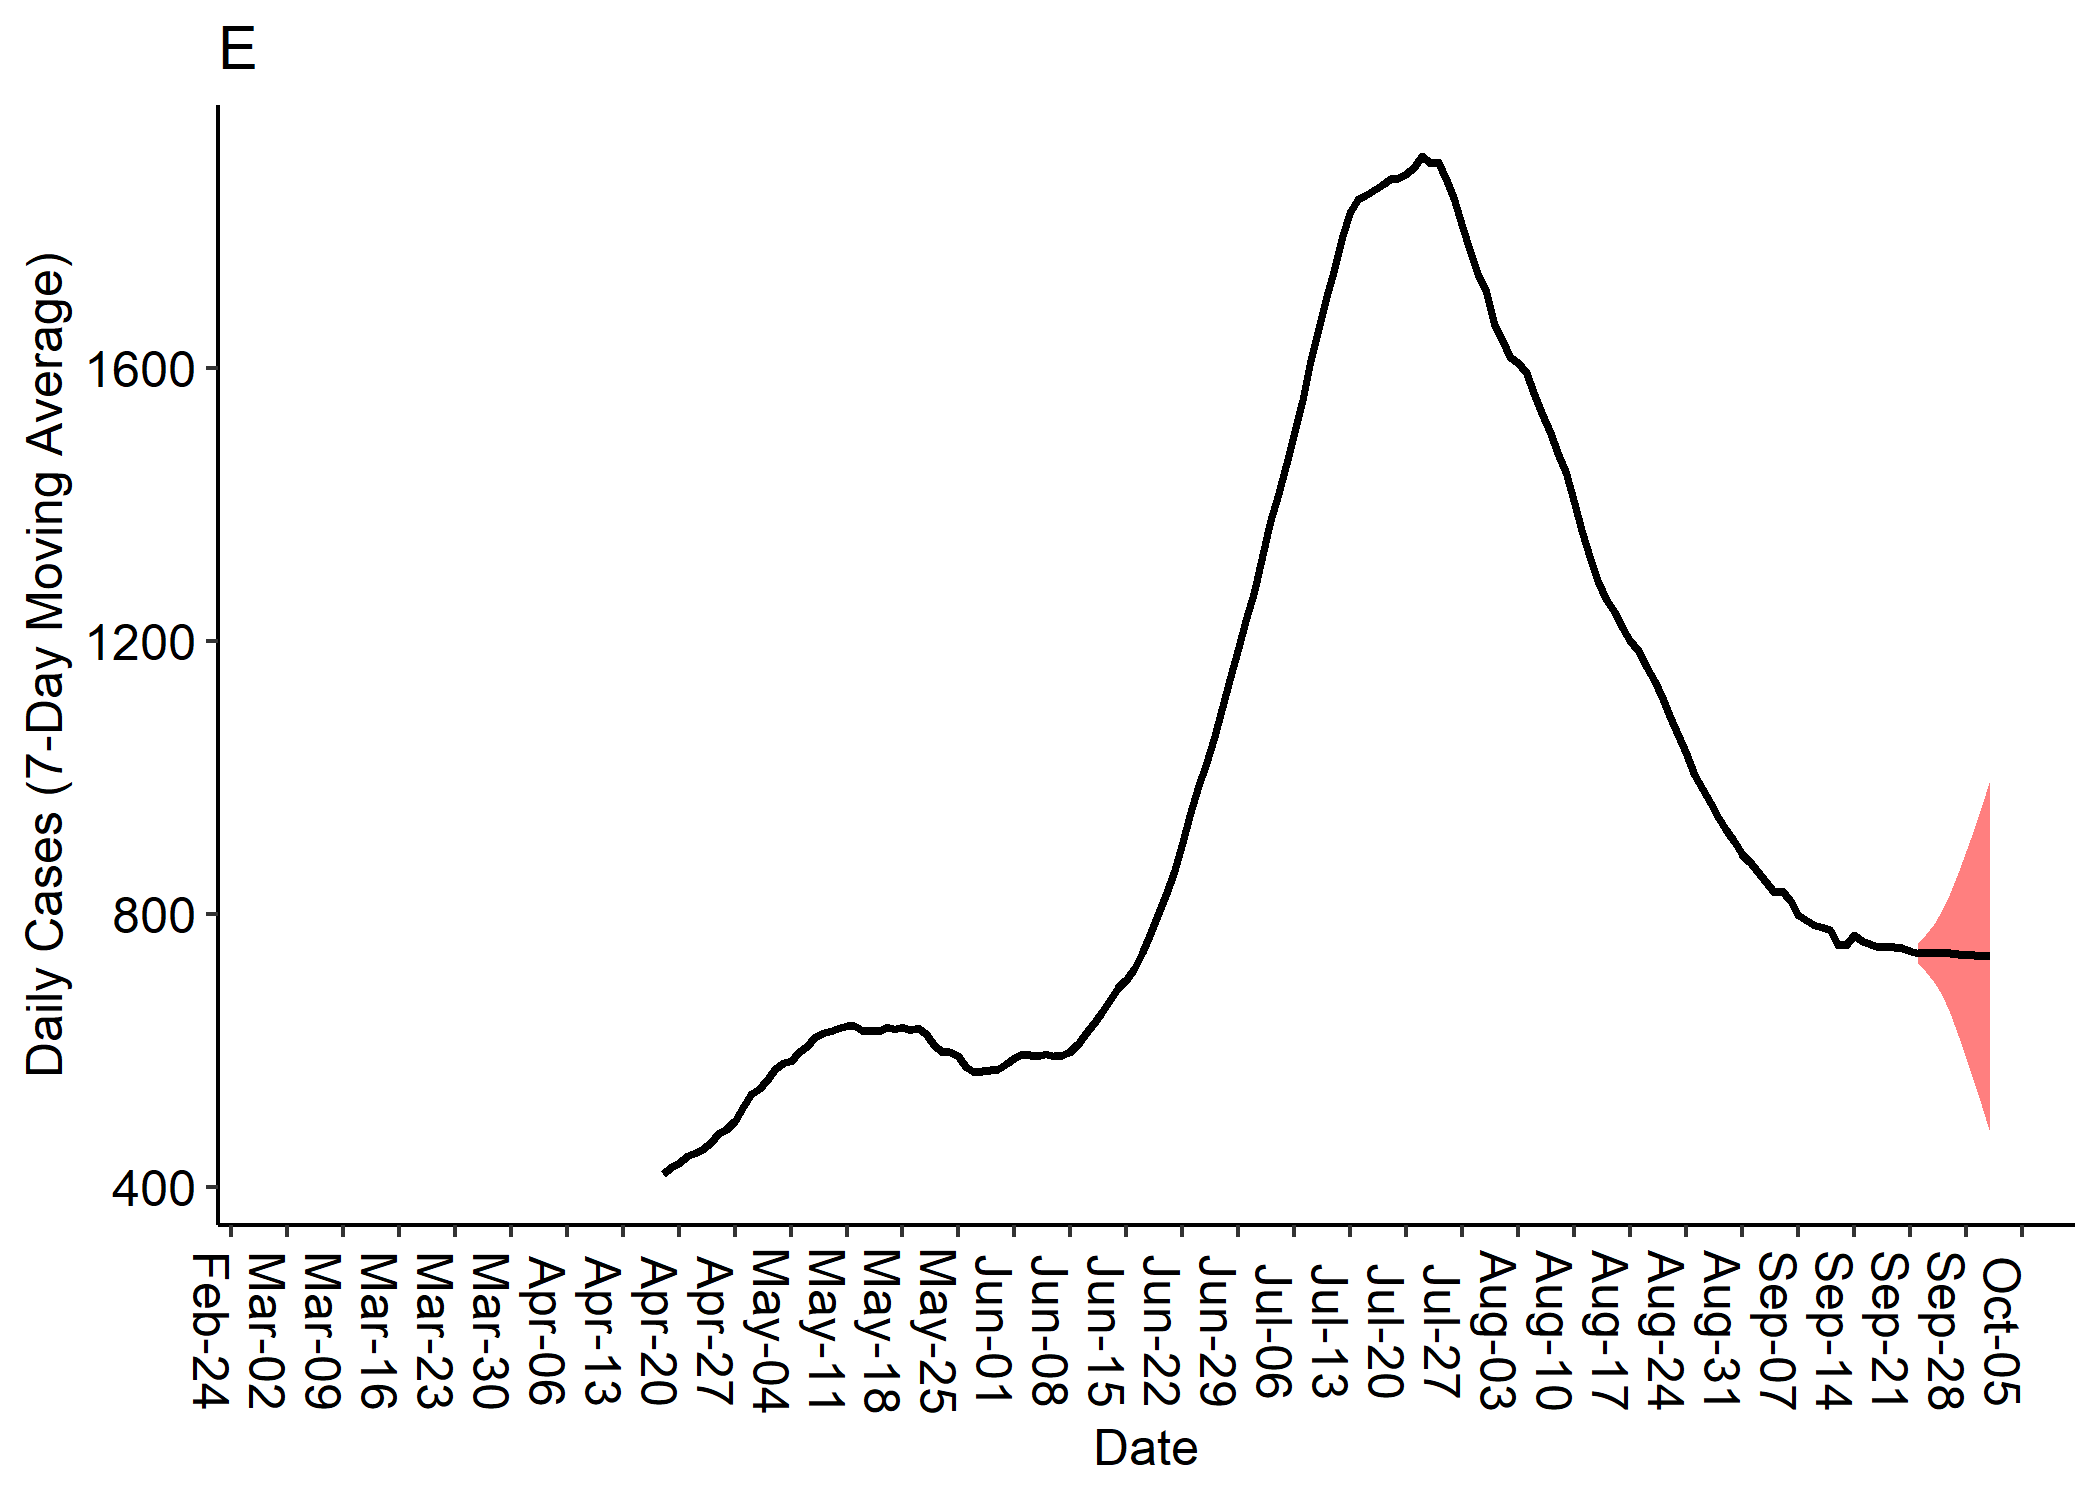 E
Daily Cases (7-Day Moving Average)
1600
1200
800
400
Feb-24
Mar-02
Mar-09
Mar-16
Mar-23
Mar-30
Apr-06
Apr-13
Apr-20
Apr-27
May-04
May-11
May-18
May-25
Jun-01
Jun-08
Jun-15
Jun-22
Jun-29
Jul-06
Jul-13
Jul-20
Jul-27
Aug-03
Aug-10
Aug-17
Aug-24
Aug-31
Sep-07
Sep-14
Sep-21
Sep-28
Oct-05
Date